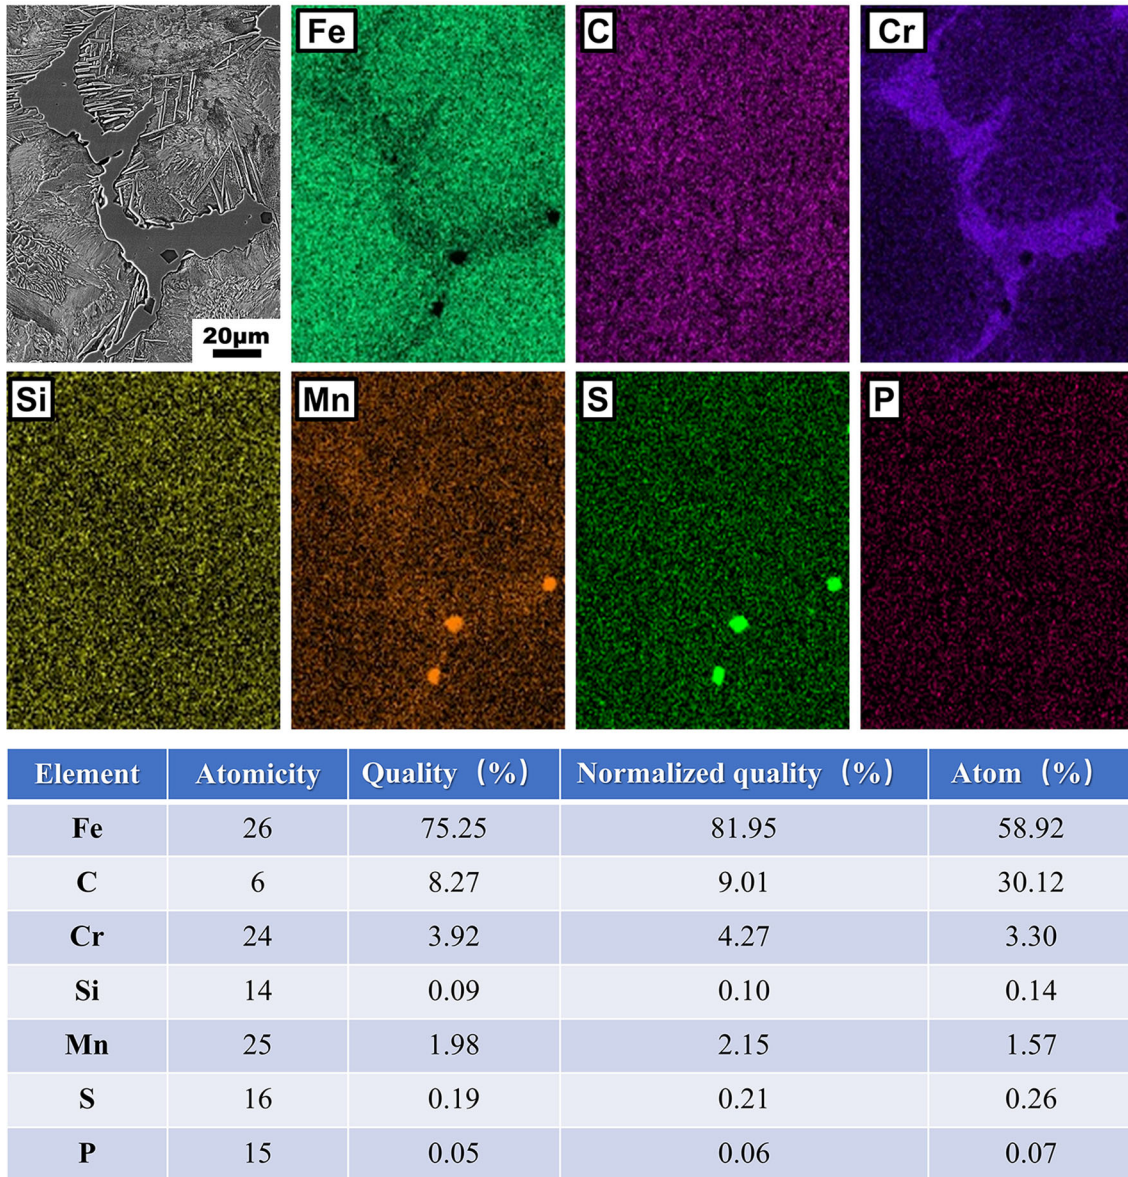 Fe
C
Cr
20μm
Si
Mn
S
P
Element Atomicity Quality（%） Normalized quality（%） Atom（%）
Fe 26 75.25 81.95 58.92
C 6 8.27 9.01 30.12
Cr 24 3.92 4.27 3.30
Si 14 0.09 0.10 0.14
Mn 25 1.98 2.15 1.57
S 16 0.19 0.21 0.26
P 15 0.05 0.06 0.07